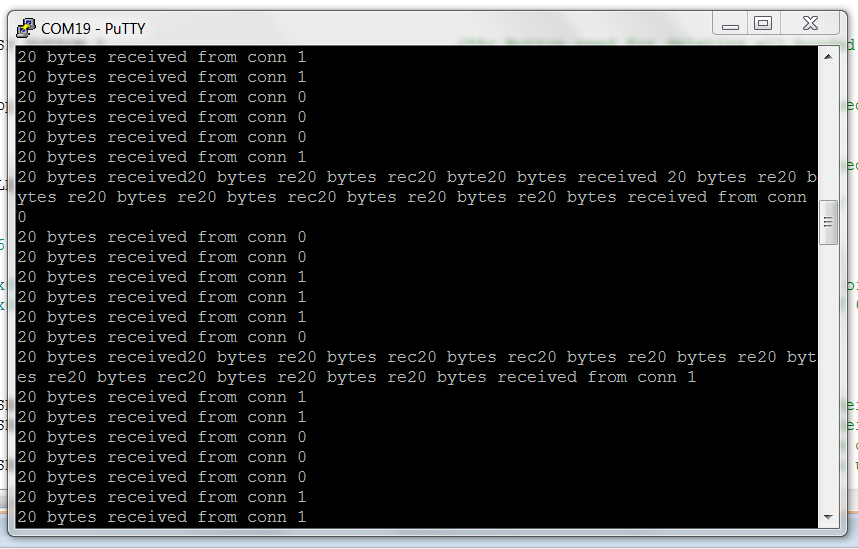 COM19 - PuTTY
20 bytes received from conn 1
20 bytes received from conn 1
20 bytes received from conn 0
20 bytes received from conn 0
20 bytes received from conn 0
20 bytes received from conn 1
20 bytes received20 bytes re20 bytes rec20 byte20 bytes received 20 bytes re20 b
ytes re20 bytes re20 bytes rec20 bytes re20 bytes re20 bytes received from conn
0
20 bytes received from conn 0
20 bytes received from conn 0
20 bytes received from conn 1
20 bytes received from conn 1
20 bytes received from conn 1
20 bytes received from conn 0
20 bytes received20 bytes re20 bytes rec20 bytes rec20 bytes re20 bytes re20 byt
es re20 bytes rec20 bytes re20 bytes re20 bytes received from conn 1
20 bytes received from conn 1
20 bytes received from conn 1
20 bytes received from conn 0
20 bytes received from conn 0
20 bytes received from conn 0
20 bytes received from conn 1
20 bytes received from conn 1